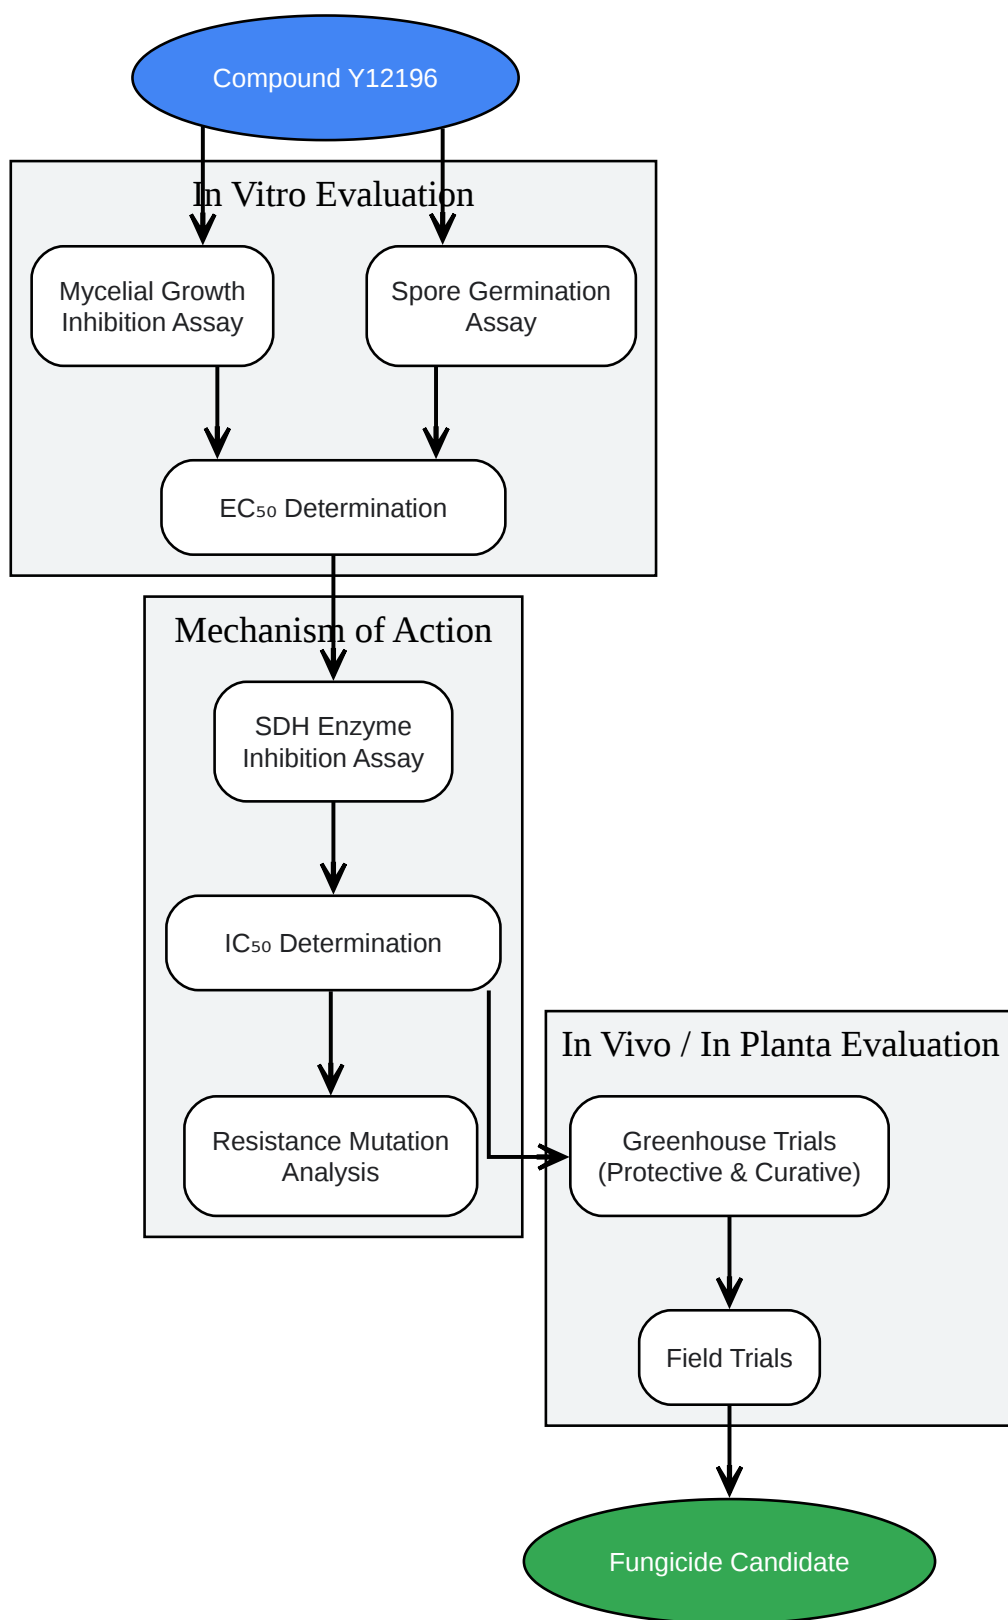 Compound Y12196
In Vitro Evaluation
Mycelial Growth
Inhibition Assay
Spore Germination
Assay
EC₅₀ Determination
Mechanism of Action
SDH Enzyme
Inhibition Assay
IC₅₀ Determination
Resistance Mutation
Analysis
In Vivo / In Planta Evaluation
Greenhouse Trials
(Protective & Curative)
Field Trials
Fungicide Candidate